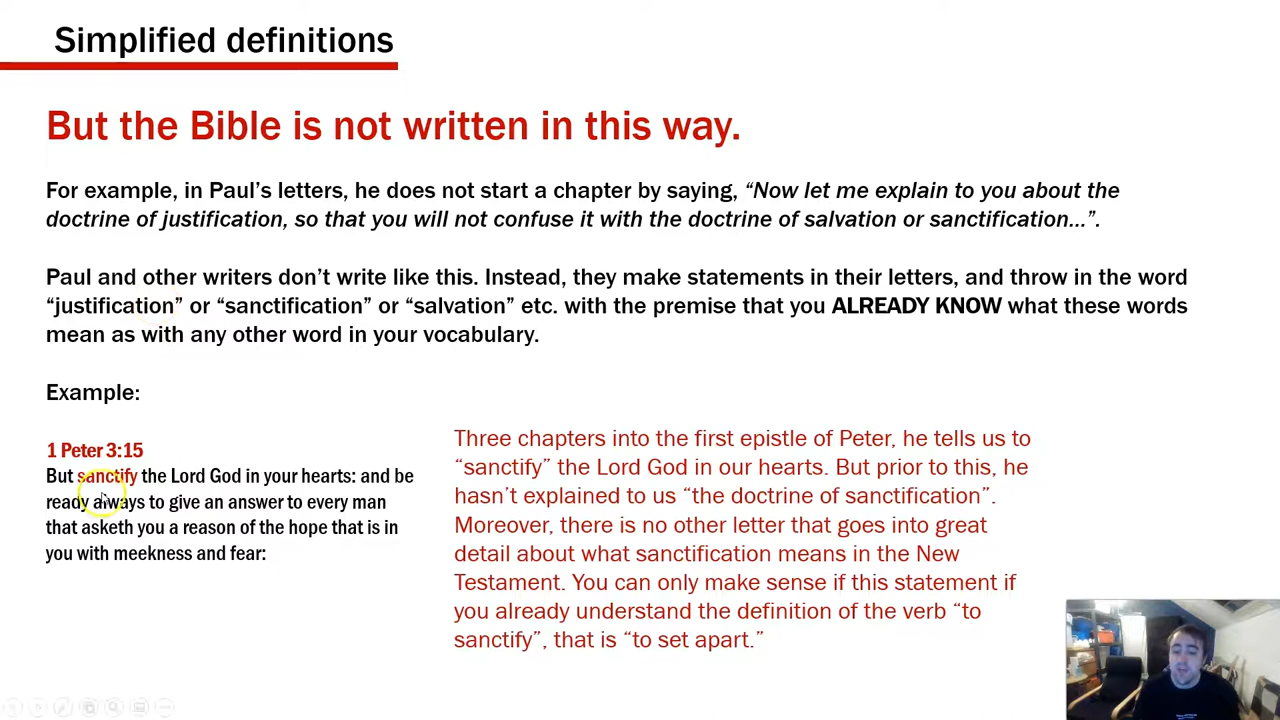 Simplified definitions
But the Bible is not written in this way.
For example, in Paul’s letters, he does not start a chapter by saying, “Now let me explain to you about the
doctrine of justification, so that you will not confuse it with the doctrine of salvation or sanctification...”.
Paul and other writers don’t write like this. Instead, they make statements in their letters, and throw in the word
“justification” or “sanctification” or “salvation” etc. with the premise that you ALREADY KNOW what these words
mean as with any other word in your vocabulary.
Example:
1 Peter 3:15
But sanctify the Lord God in your hearts: and be
ready always to give an answer to every man
that asketh you a reason of the hope that is in
you with meekness and fear:
Three chapters into the first epistle of Peter, he tells us to
“sanctify” the Lord God in our hearts. But prior to this, he
hasn’t explained to us “the doctrine of sanctification”.
Moreover, there is no other letter that goes into great
detail about what sanctification means in the New
Testament. You can only make sense if this statement if
you already understand the definition of the verb “to
sanctify”, that is “to set apart.”